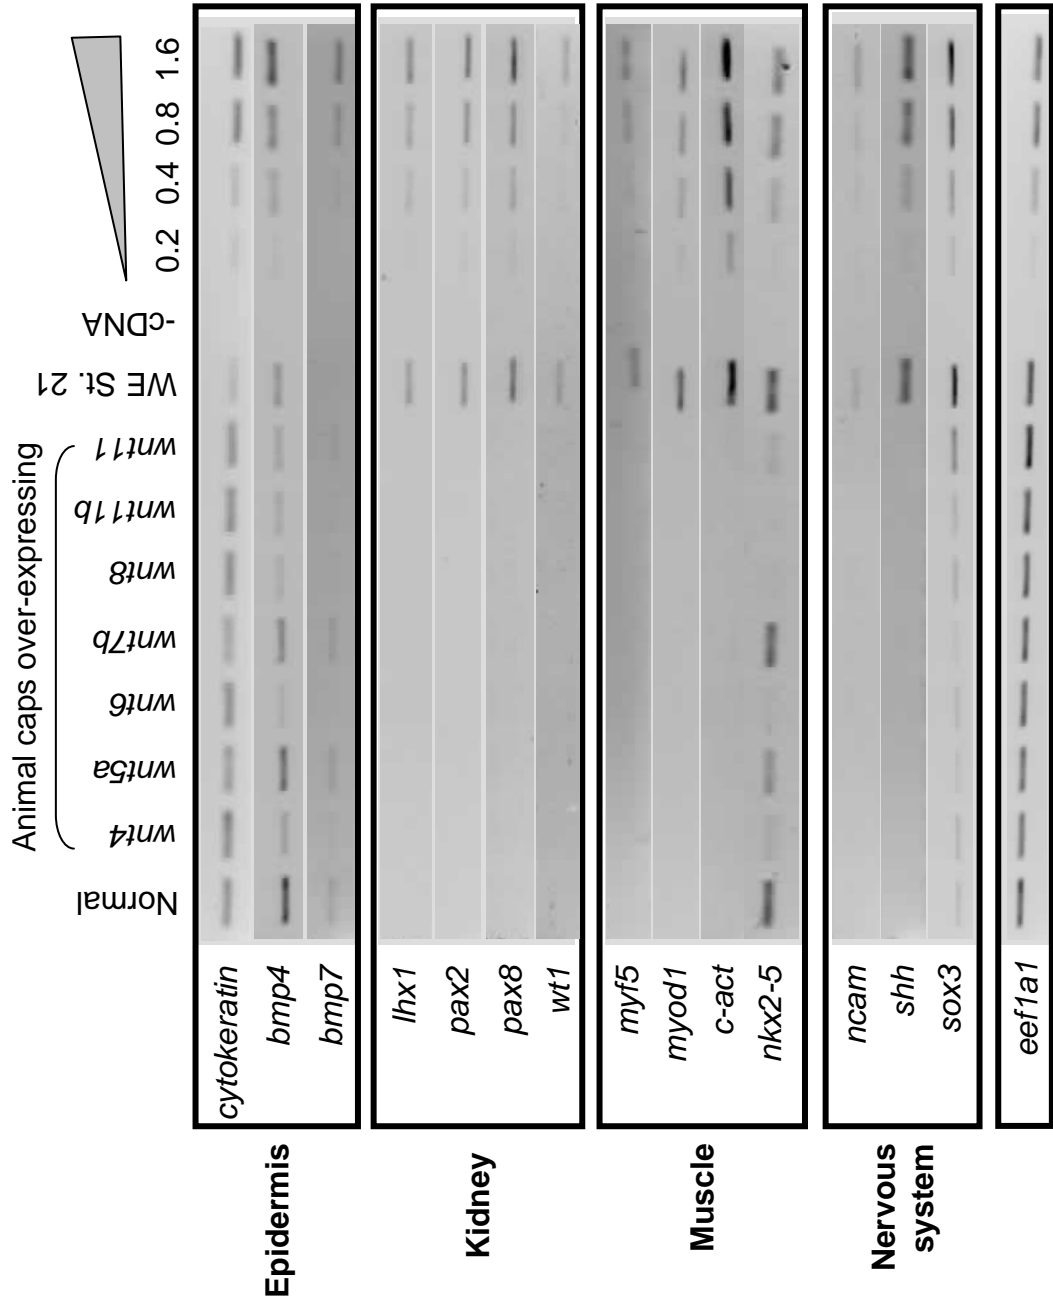 Animal caps over-expressing
Normal
wnt4
wnt5a
wnt6
wnt7b
wnt8
wnt11b
wnt11
WE St. 21
-cDNA
0.2 0.4 0.8 1.6
Epidermis
cytokeratin
bmp4
bmp7
Kidney
lhx1
pax2
pax8
wt1
Muscle
myf5
myod1
c-act
nkx2-5
Nervous
system
ncam
shh
sox3
eef1a1